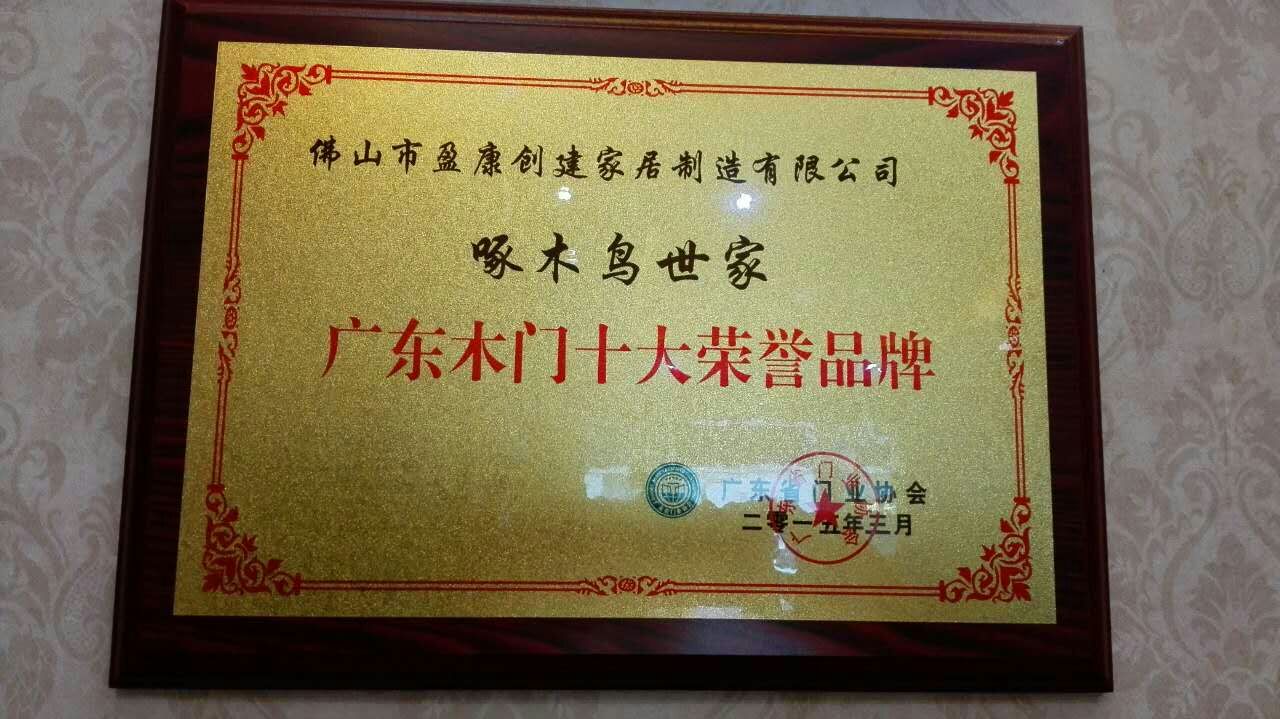 佛山市盈康创建家居制造有限公司
啄木鸟世家
广东木门十大荣誉品牌
广东省门业协会
二零一五年三月